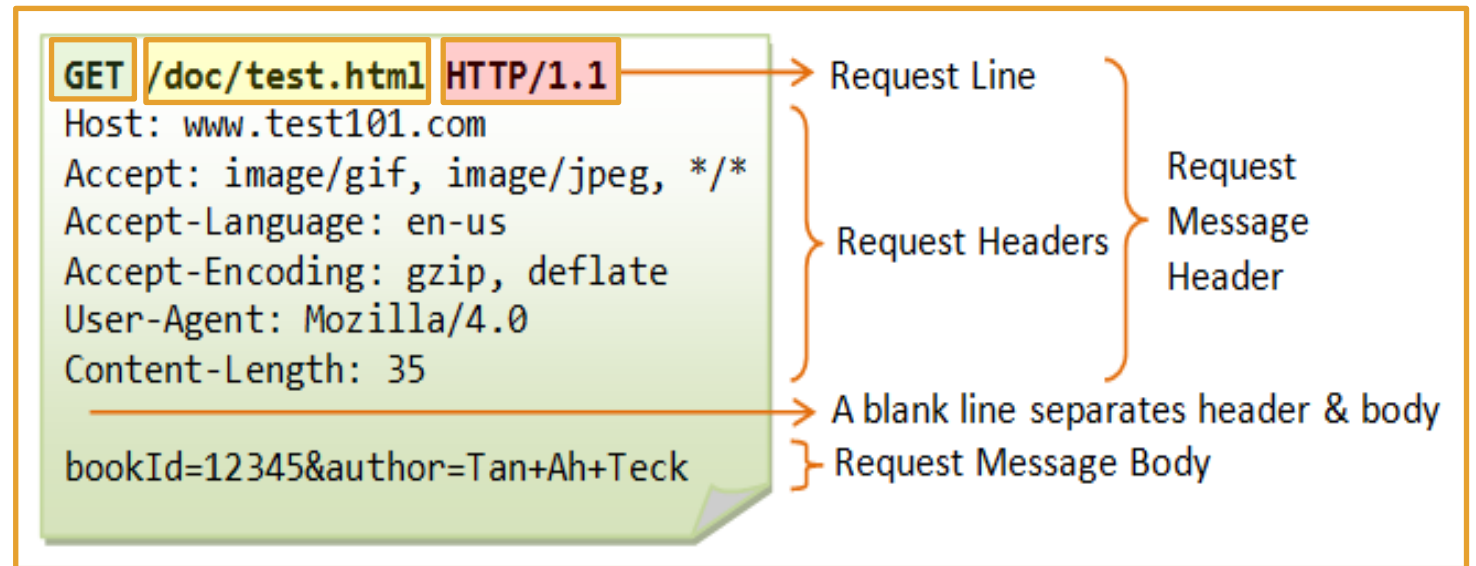 GET /doc/test.html HTTP/1.1
Request Line
Host: www.test101.com
Accept: image/gif, image/jpeg, */*
Accept-Language: en-us
Accept-Encoding: gzip, deflate
User-Agent: Mozilla/4.0
Content-Length: 35
Request Headers
Request
Message
Header
A blank line separates header & body
bookId=12345&author=Tan+Ah+Teck
Request Message Body